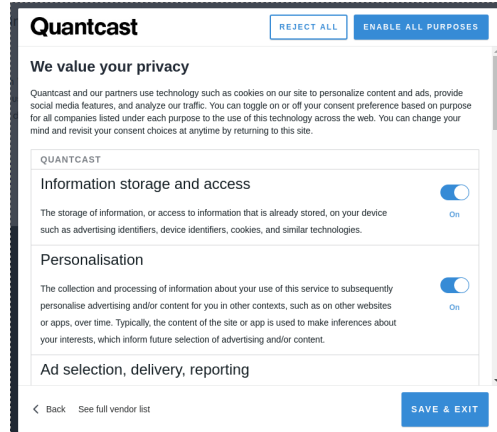 Quantcast
REJECT ALL
ENABLE ALL PURPOSES
We value your privacy
Quantcast and our partners use technology such as cookies on our site to personalize content and ads, provide
social media features, and analyze our traffic. You can toggle on or off your consent preference based on purpose
for all companies listed under each purpose to the use of this technology across the web. You can change your
mind and revisit your consent choices at anytime by returning to this site.
QUANTCAST
Information storage and access
The storage of information, or access to information that is already stored, on your device
such as advertising identifiers, device identifiers, cookies, and similar technologies.
On
Personalisation
The collection and processing of information about your use of this service to subsequently
personalise advertising and/or content for you in other contexts, such as on other websites
or apps, over time. Typically, the content of the site or app is used to make inferences about
your interests, which inform future selection of advertising and/or content.
On
Ad selection, delivery, reporting
Back
See full vendor list
SAVE & EXIT